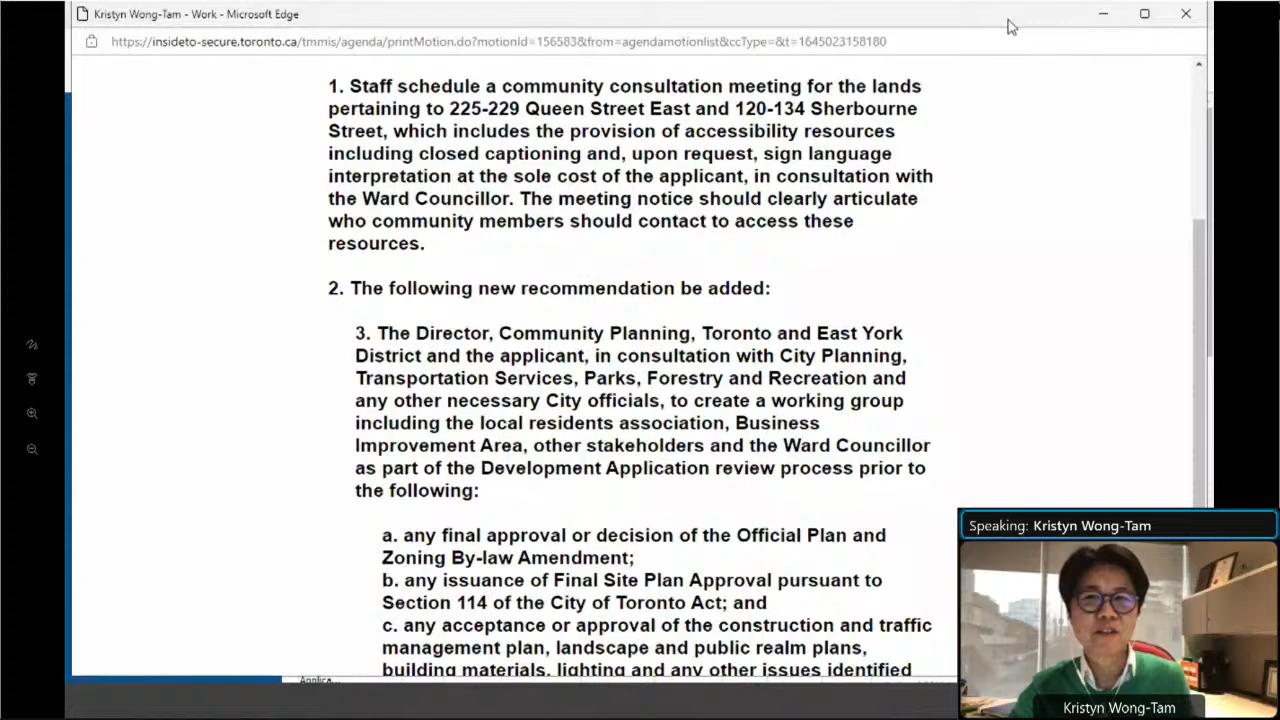 Kristyn Wong-Tam - Work - Microsoft Edge
https://insideto-secure.toronto.ca/tmmis/agenda/printMotion.do?motionId=156583&from=agendamotionlist&ccType=&t=1645023158180
1. Staff schedule a community consultation meeting for the lands
pertaining to 225-229 Queen Street East and 120-134 Sherbourne
Street, which includes the provision of accessibility resources
including closed captioning and, upon request, sign language
interpretation at the sole cost of the applicant, in consultation with
the Ward Councillor. The meeting notice should clearly articulate
who community members should contact to access these
resources.
2. The following new recommendation be added:
3. The Director, Community Planning, Toronto and East York
District and the applicant, in consultation with City Planning,
Transportation Services, Parks, Forestry and Recreation and
any other necessary City officials, to create a working group
including the local residents association, Business
Improvement Area, other stakeholders and the Ward Councillor
as part of the Development Application review process prior to
the following:
a. any final approval or decision of the Official Plan and
Zoning By-law Amendment;
b. any issuance of Final Site Plan Approval pursuant to
Section 114 of the City of Toronto Act; and
c. any acceptance or approval of the construction and traffic
management plan, landscape and public realm plans,
building materials, lighting and any other issues identified
Applica...
Speaking: Kristyn Wong-Tam
Kristyn Wong-Tam